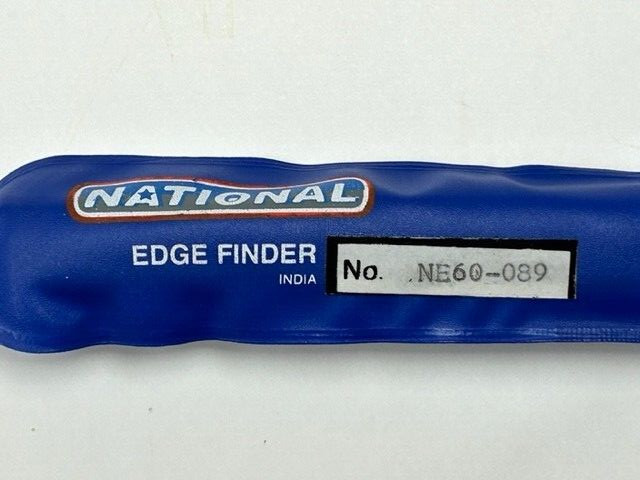 NATIONAL
EDGE FINDER
INDIA
No. NE60-089